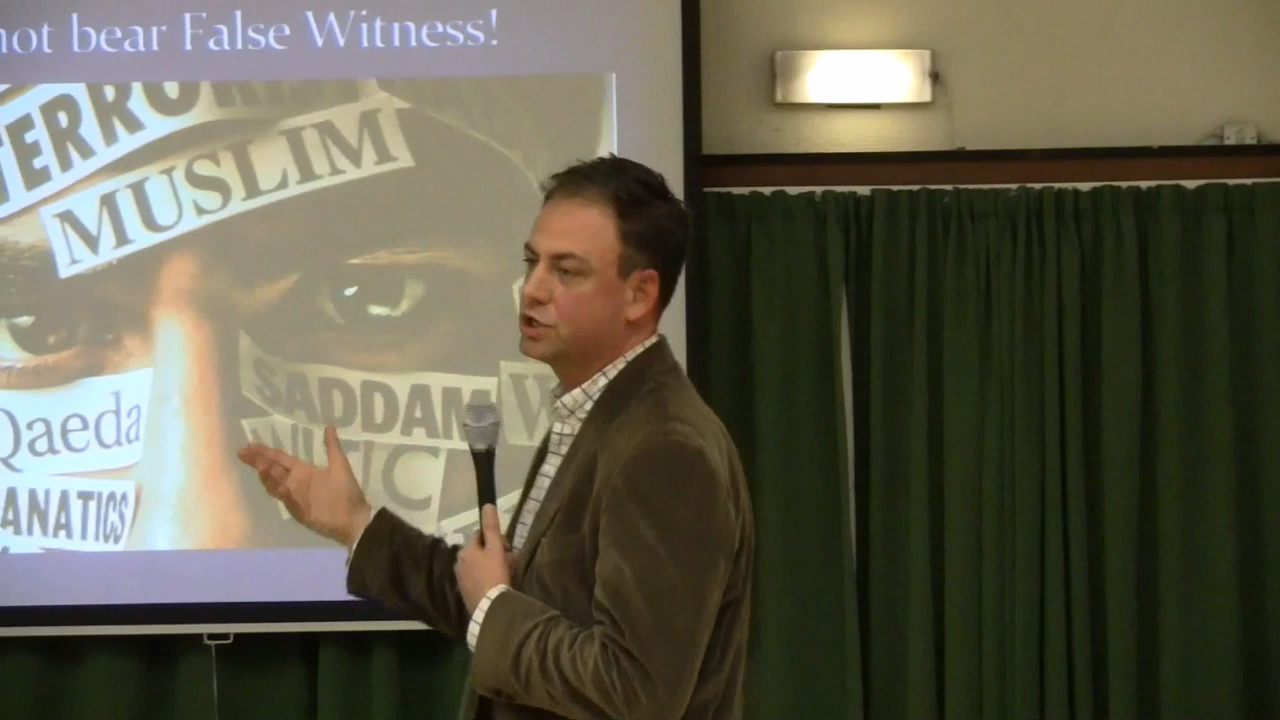 not bear False Witness!
MUSLIM
Qaeda
SADDAM
ANATICS